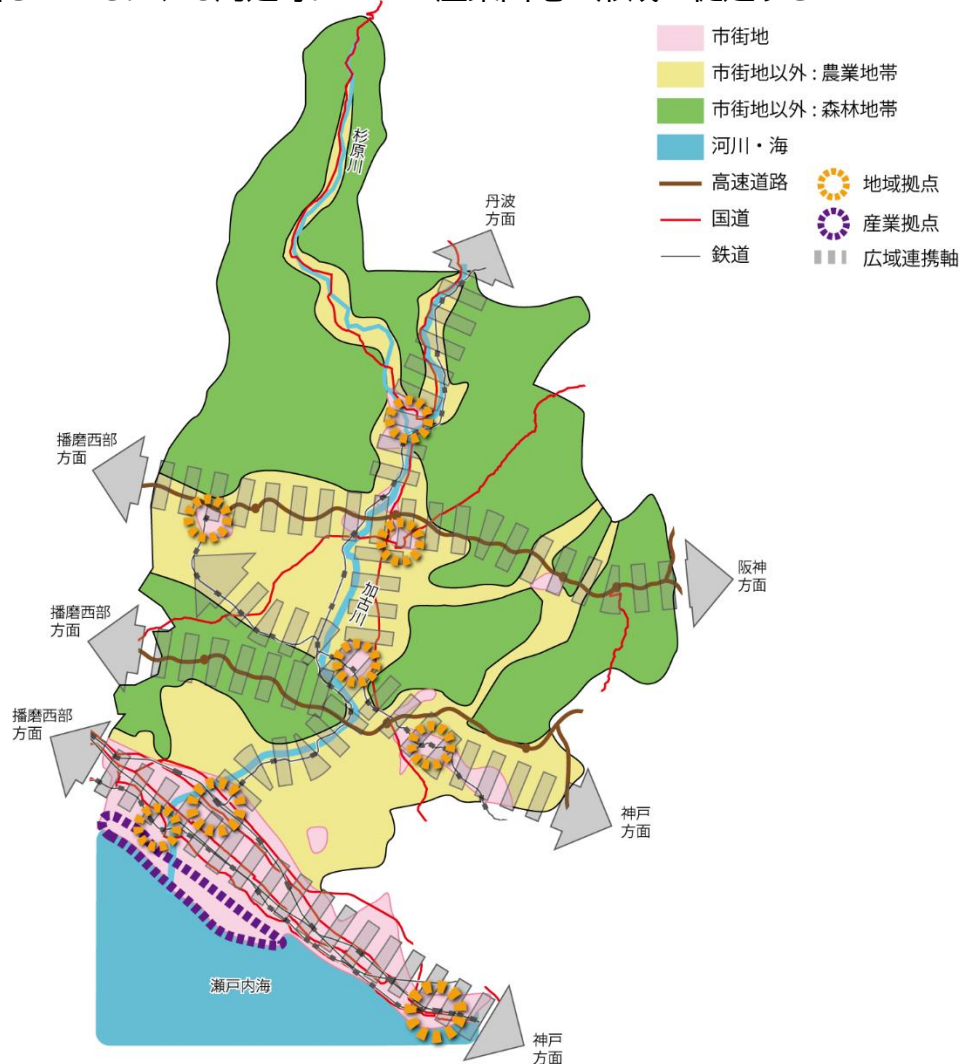 市街地
市街地以外：農業地帯
市街地以外：森林地帯
河川・海
高速道路
国道
鉄道
地域拠点
産業拠点
広域連携軸
杉原川
丹波
方面
播磨西部
方面
阪神
方面
加古川
播磨西部
方面
播磨西部
方面
神戸
方面
瀬戸内海
神戸
方面